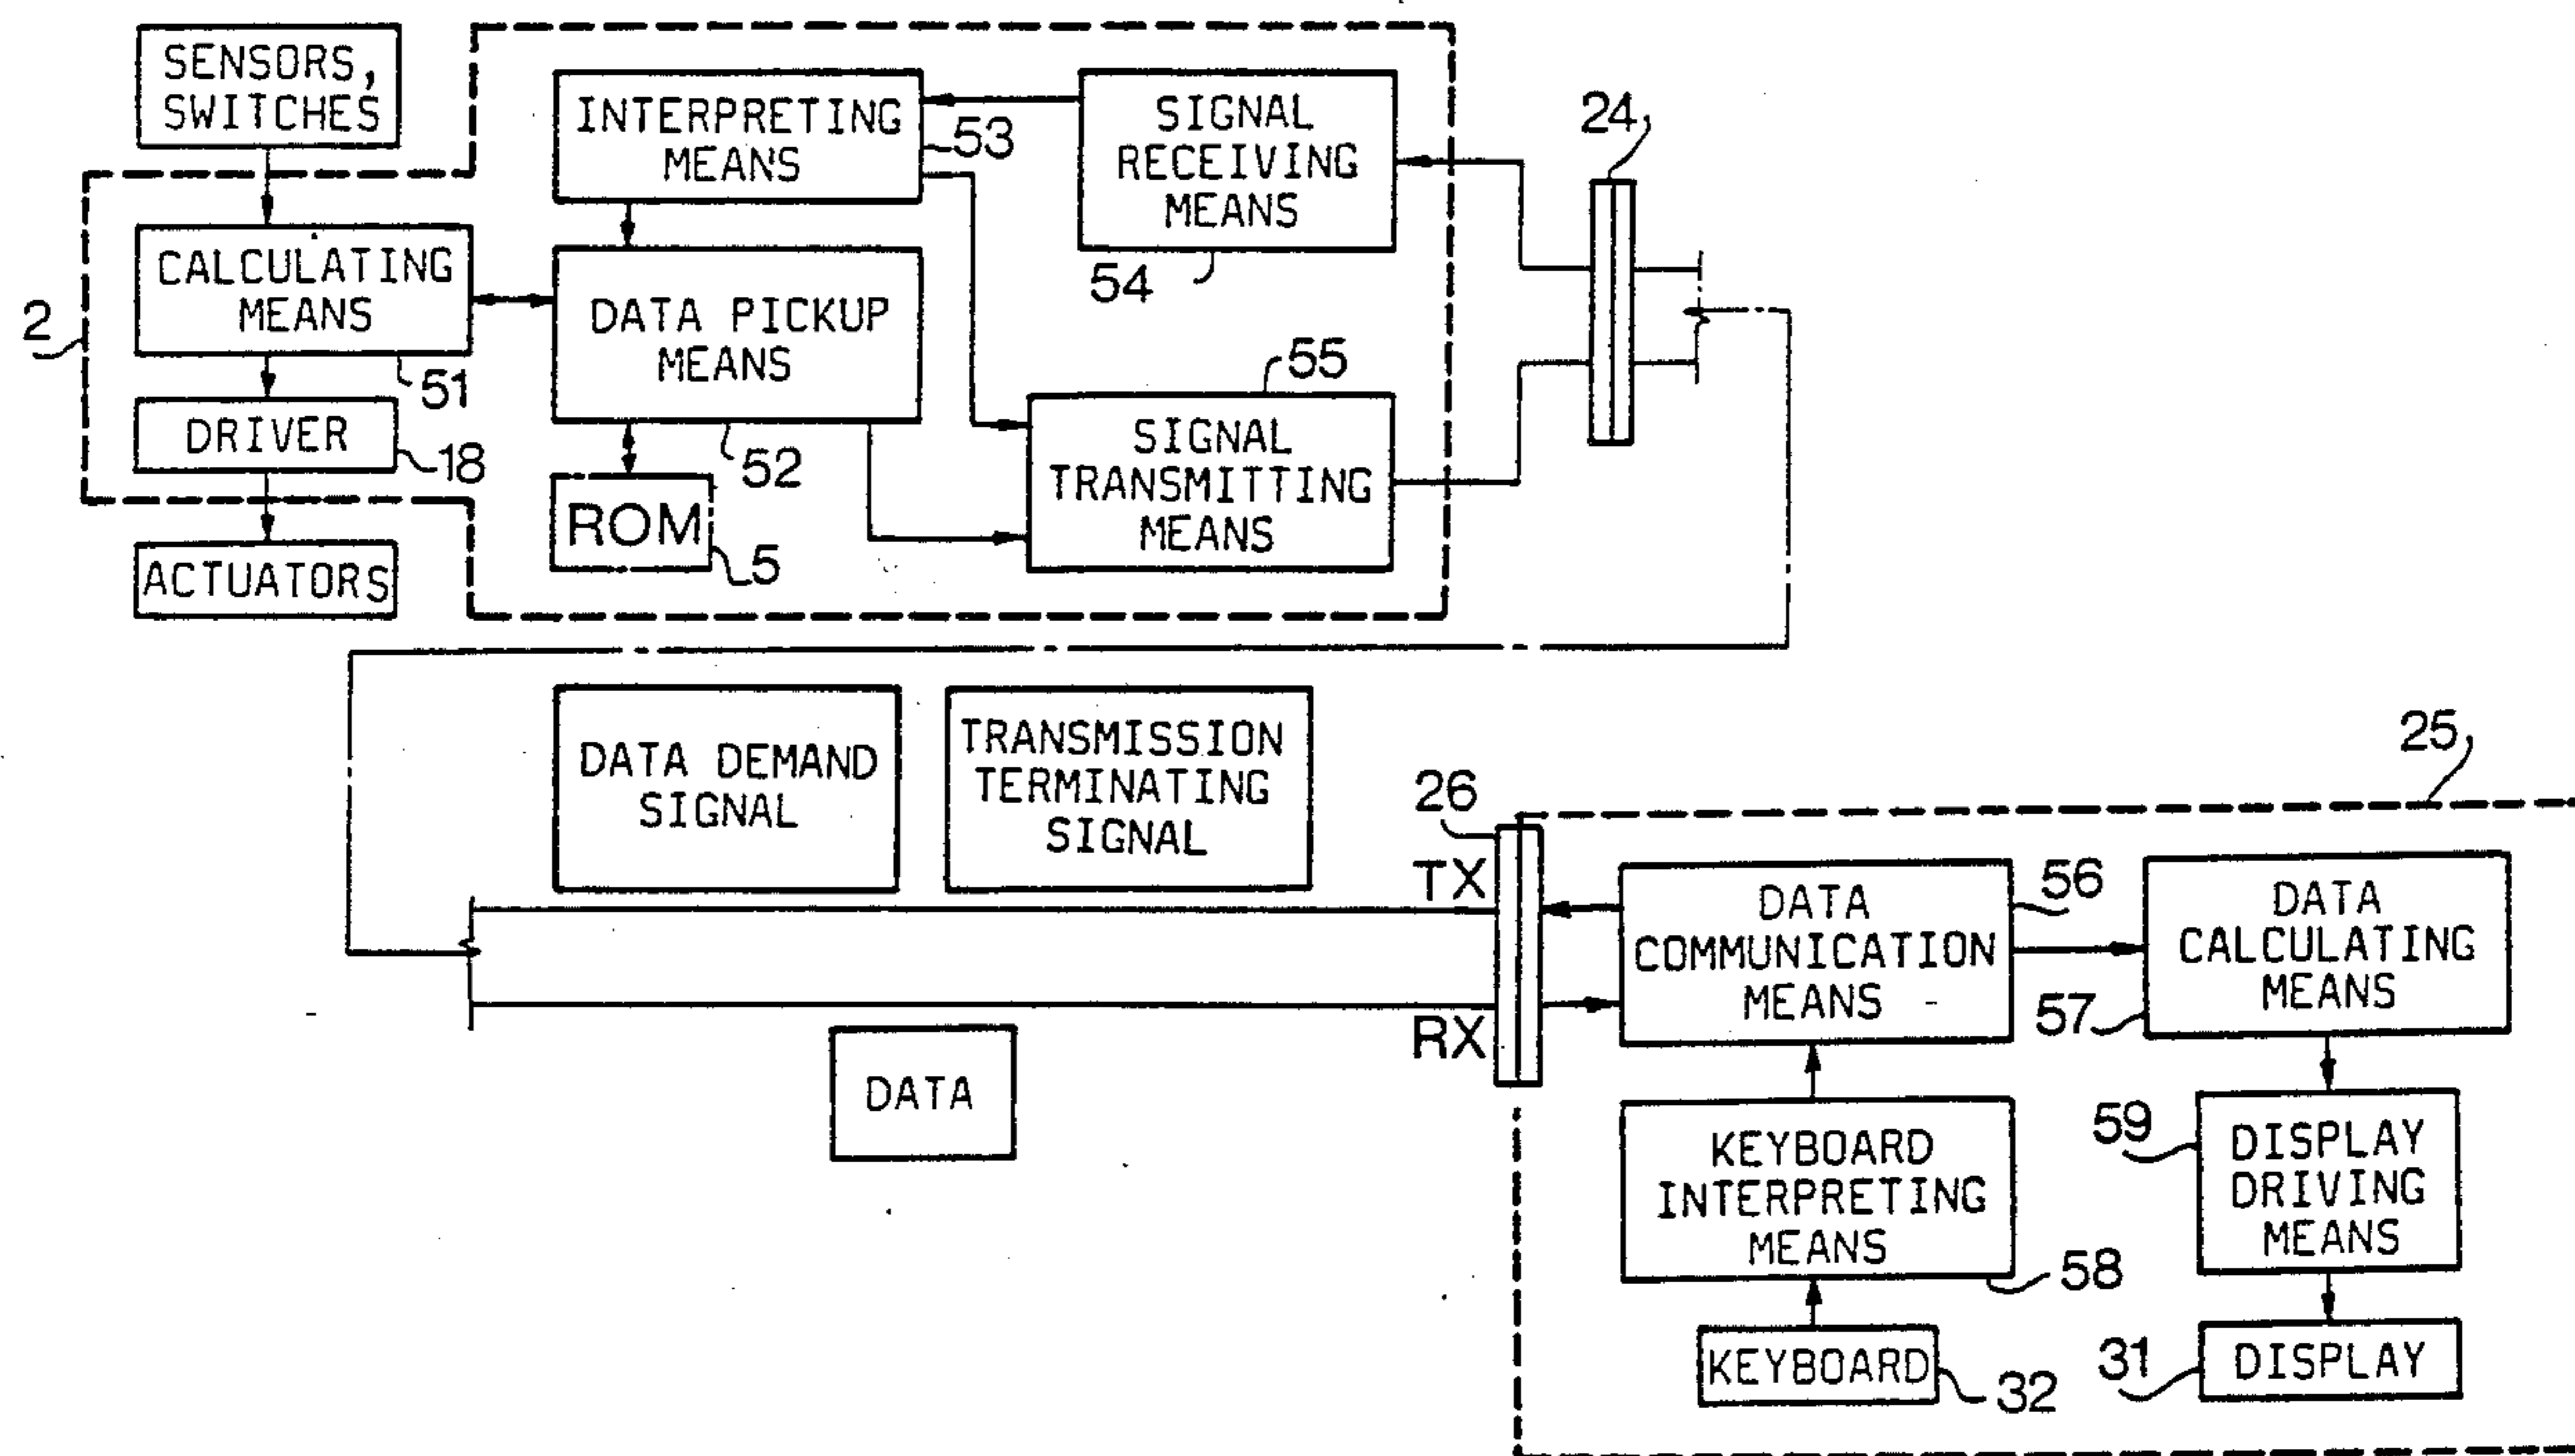 SENSORS,
SWITCHES
INTERPRETING
MEANS
53
SIGNAL
RECEIVING
MEANS
54
24
2
CALCULATING
MEANS
51
DATA PICKUP
MEANS
52
DRIVER
18
ROM
5
55
SIGNAL
TRANSMITTING
MEANS
ACTUATORS
DATA DEMAND
SIGNAL
TRANSMISSION
TERMINATING
SIGNAL
25
26
TX
RX
DATA
COMMUNICATION
MEANS
56
DATA
CALCULATING
MEANS
57
DATA
KEYBOARD
INTERPRETING
MEANS
58
59
DISPLAY
DRIVING
MEANS
KEYBOARD
32
31
DISPLAY